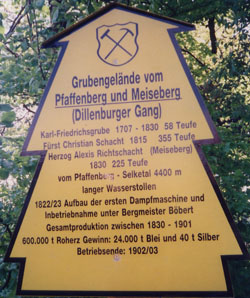 Grubengelände vom
Pfaffenberg und Meiseberg
(Dillenburger Gang)
Karl-Friedrichsgrube 1707 - 1830 58 Teufe
Fürst Christian Schacht 1815 355 Teufe
Herzog Alexis Richtschacht (Meiseberg)
1830 225 Teufe
vom Pfaffenberg - Selketal 4400 m
langer Wasserstollen
1822/23 Aufbau der ersten Dampfmaschine und
Inbetriebnahme unter Bergmeister Böbert
Gesamtproduktion zwischen 1830 - 1901
600.000 t Roherz Gewinn: 24.000 t Blei und 40 t Silber
Betriebsende: 1902/03